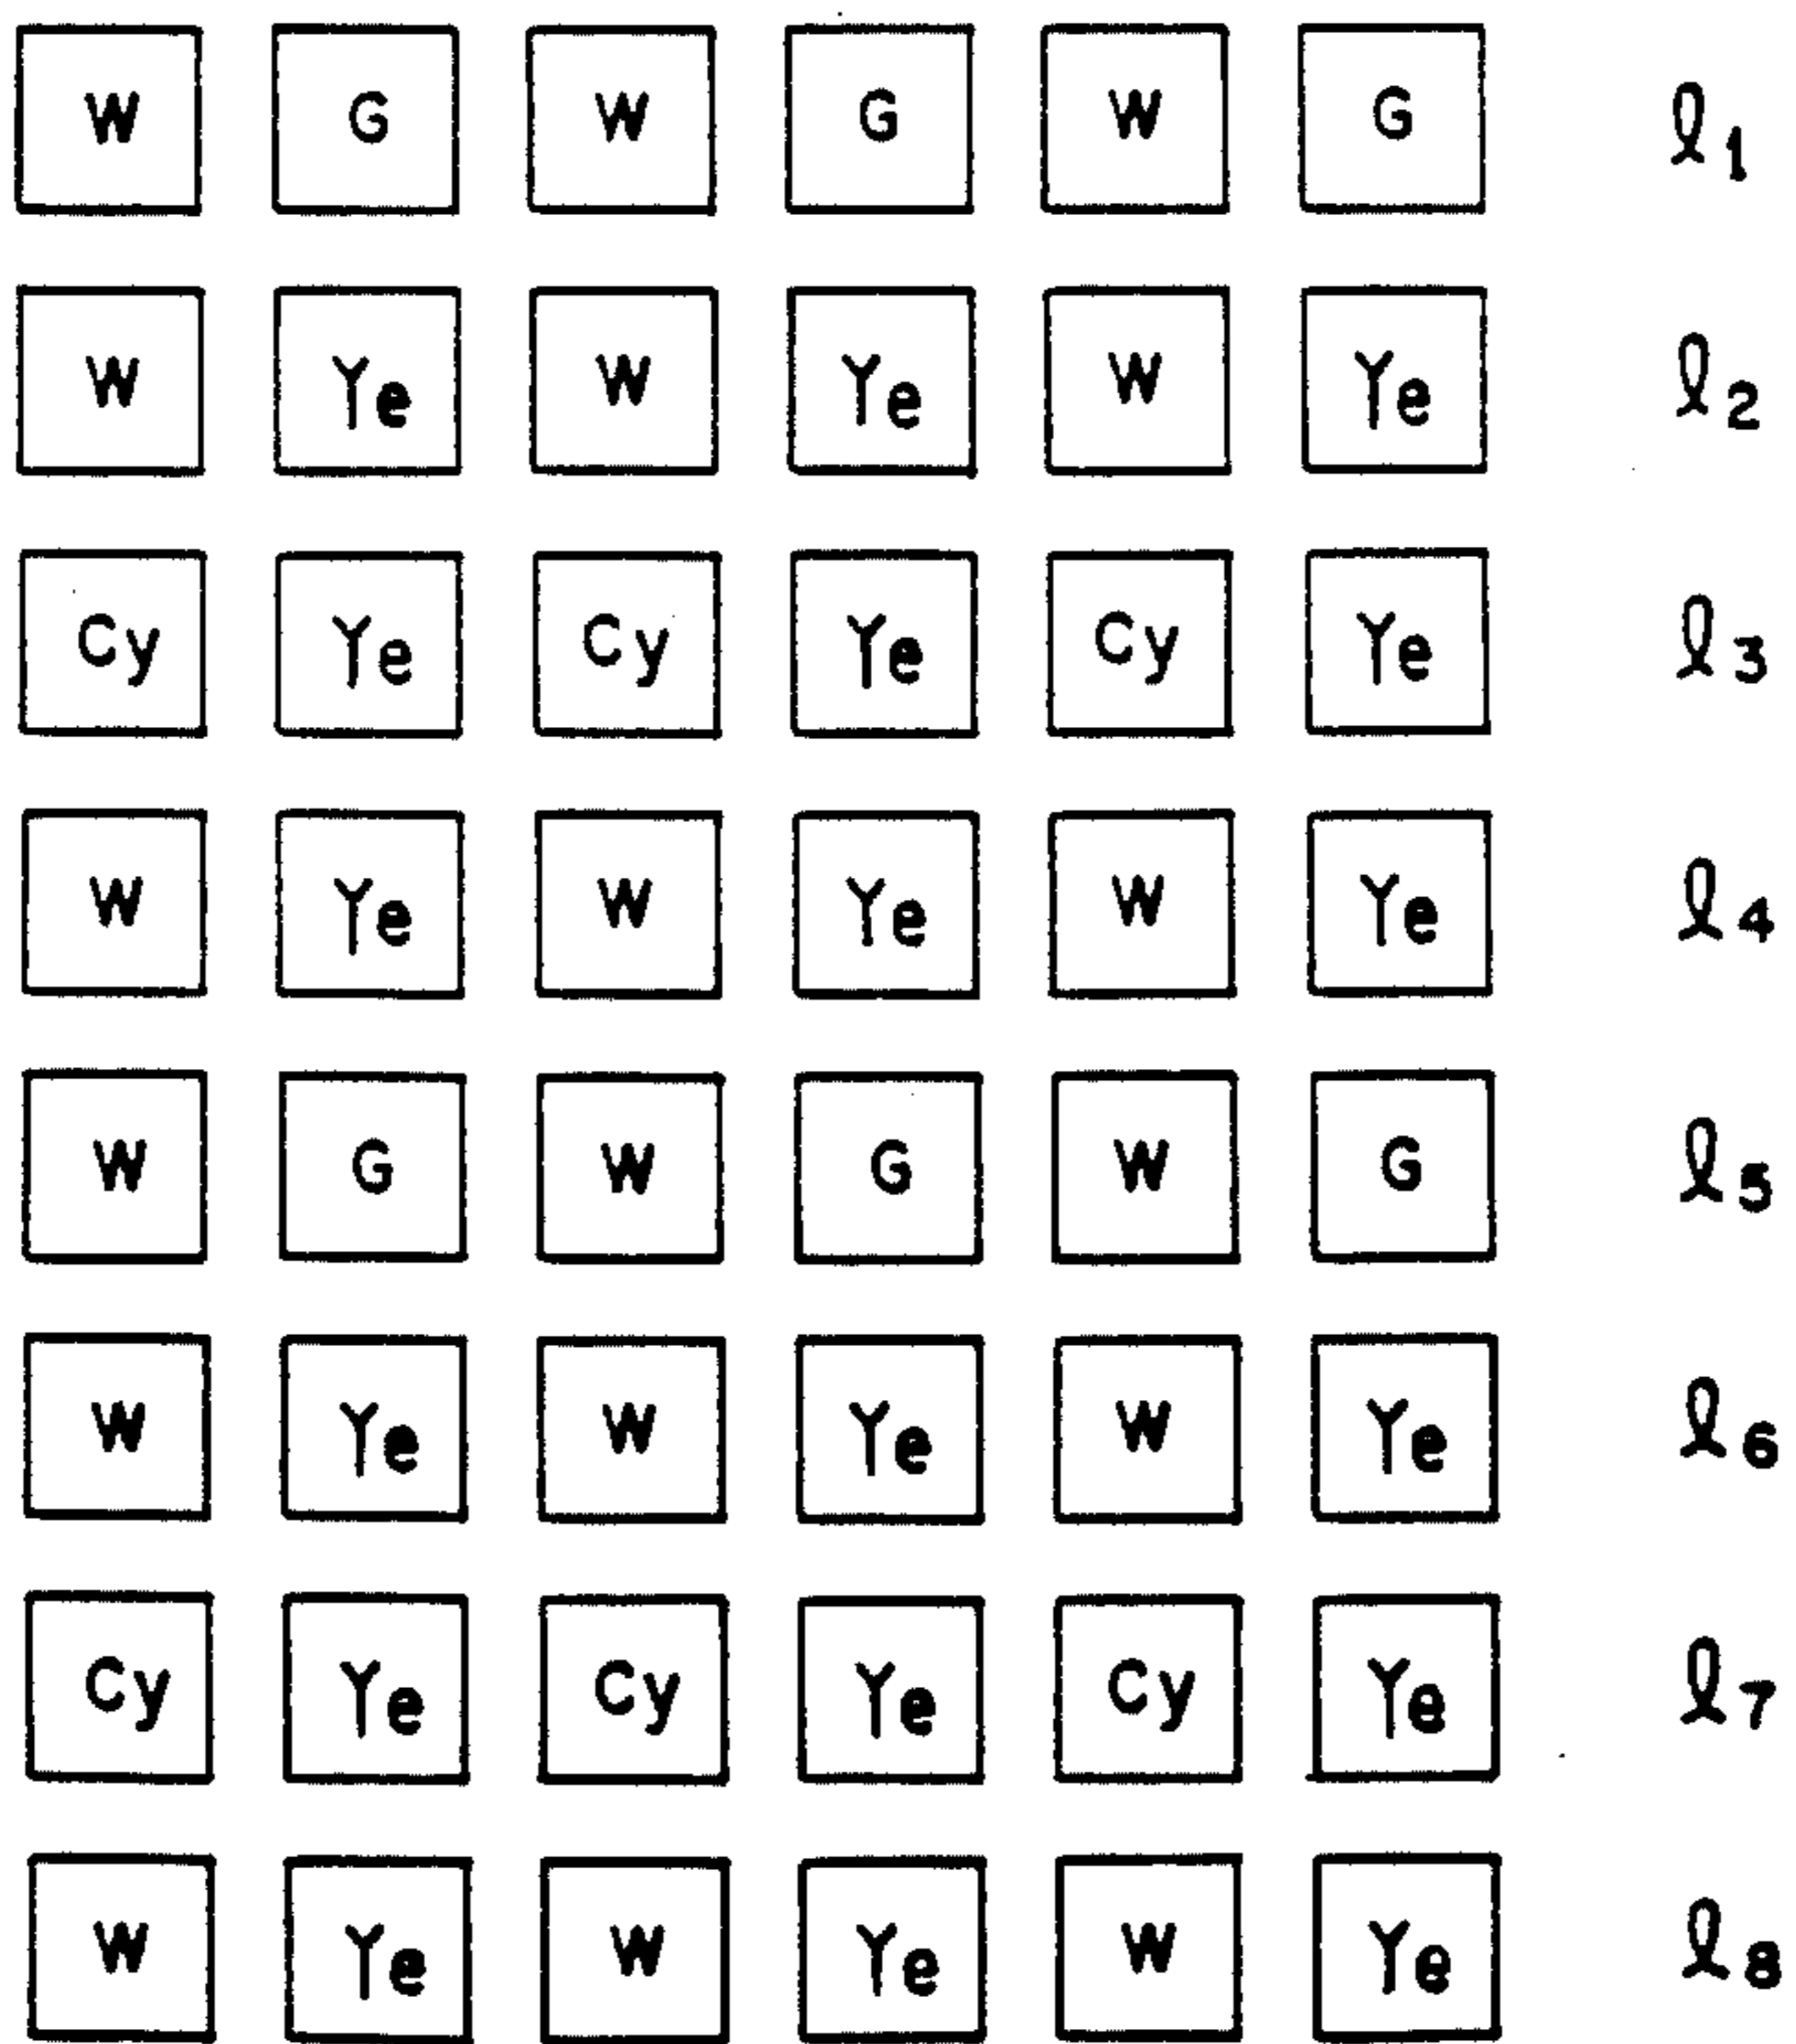 W G W G W G ℓ1
W Ye W Ye W Ye ℓ2
Cy Ye Cy Ye Cy Ye ℓ3
W Ye W Ye W Ye ℓ4
W G W G W G ℓ5
W Ye W Ye W Ye ℓ6
Cy Ye Cy Ye Cy Ye ℓ7
W Ye W Ye W Ye ℓ8